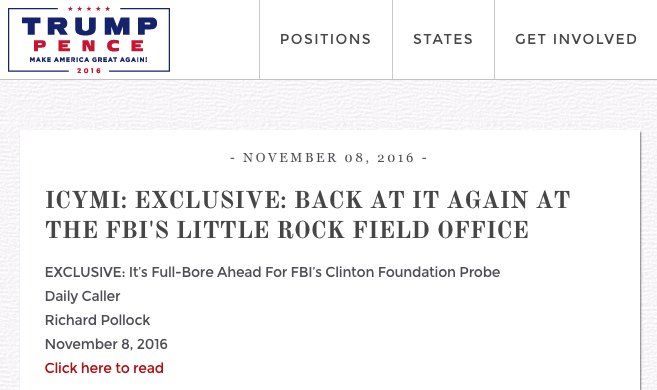 TRUMP
PENCE
MAKE AMERICA GREAT AGAIN!
2016
POSITIONS
STATES
GET INVOLVED
- NOVEMBER 08, 2016 -
ICYMI: EXCLUSIVE: BACK AT IT AGAIN AT
THE FBI'S LITTLE ROCK FIELD OFFICE
EXCLUSIVE: It’s Full-Bore Ahead For FBI’s Clinton Foundation Probe
Daily Caller
Richard Pollock
November 8, 2016
Click here to read